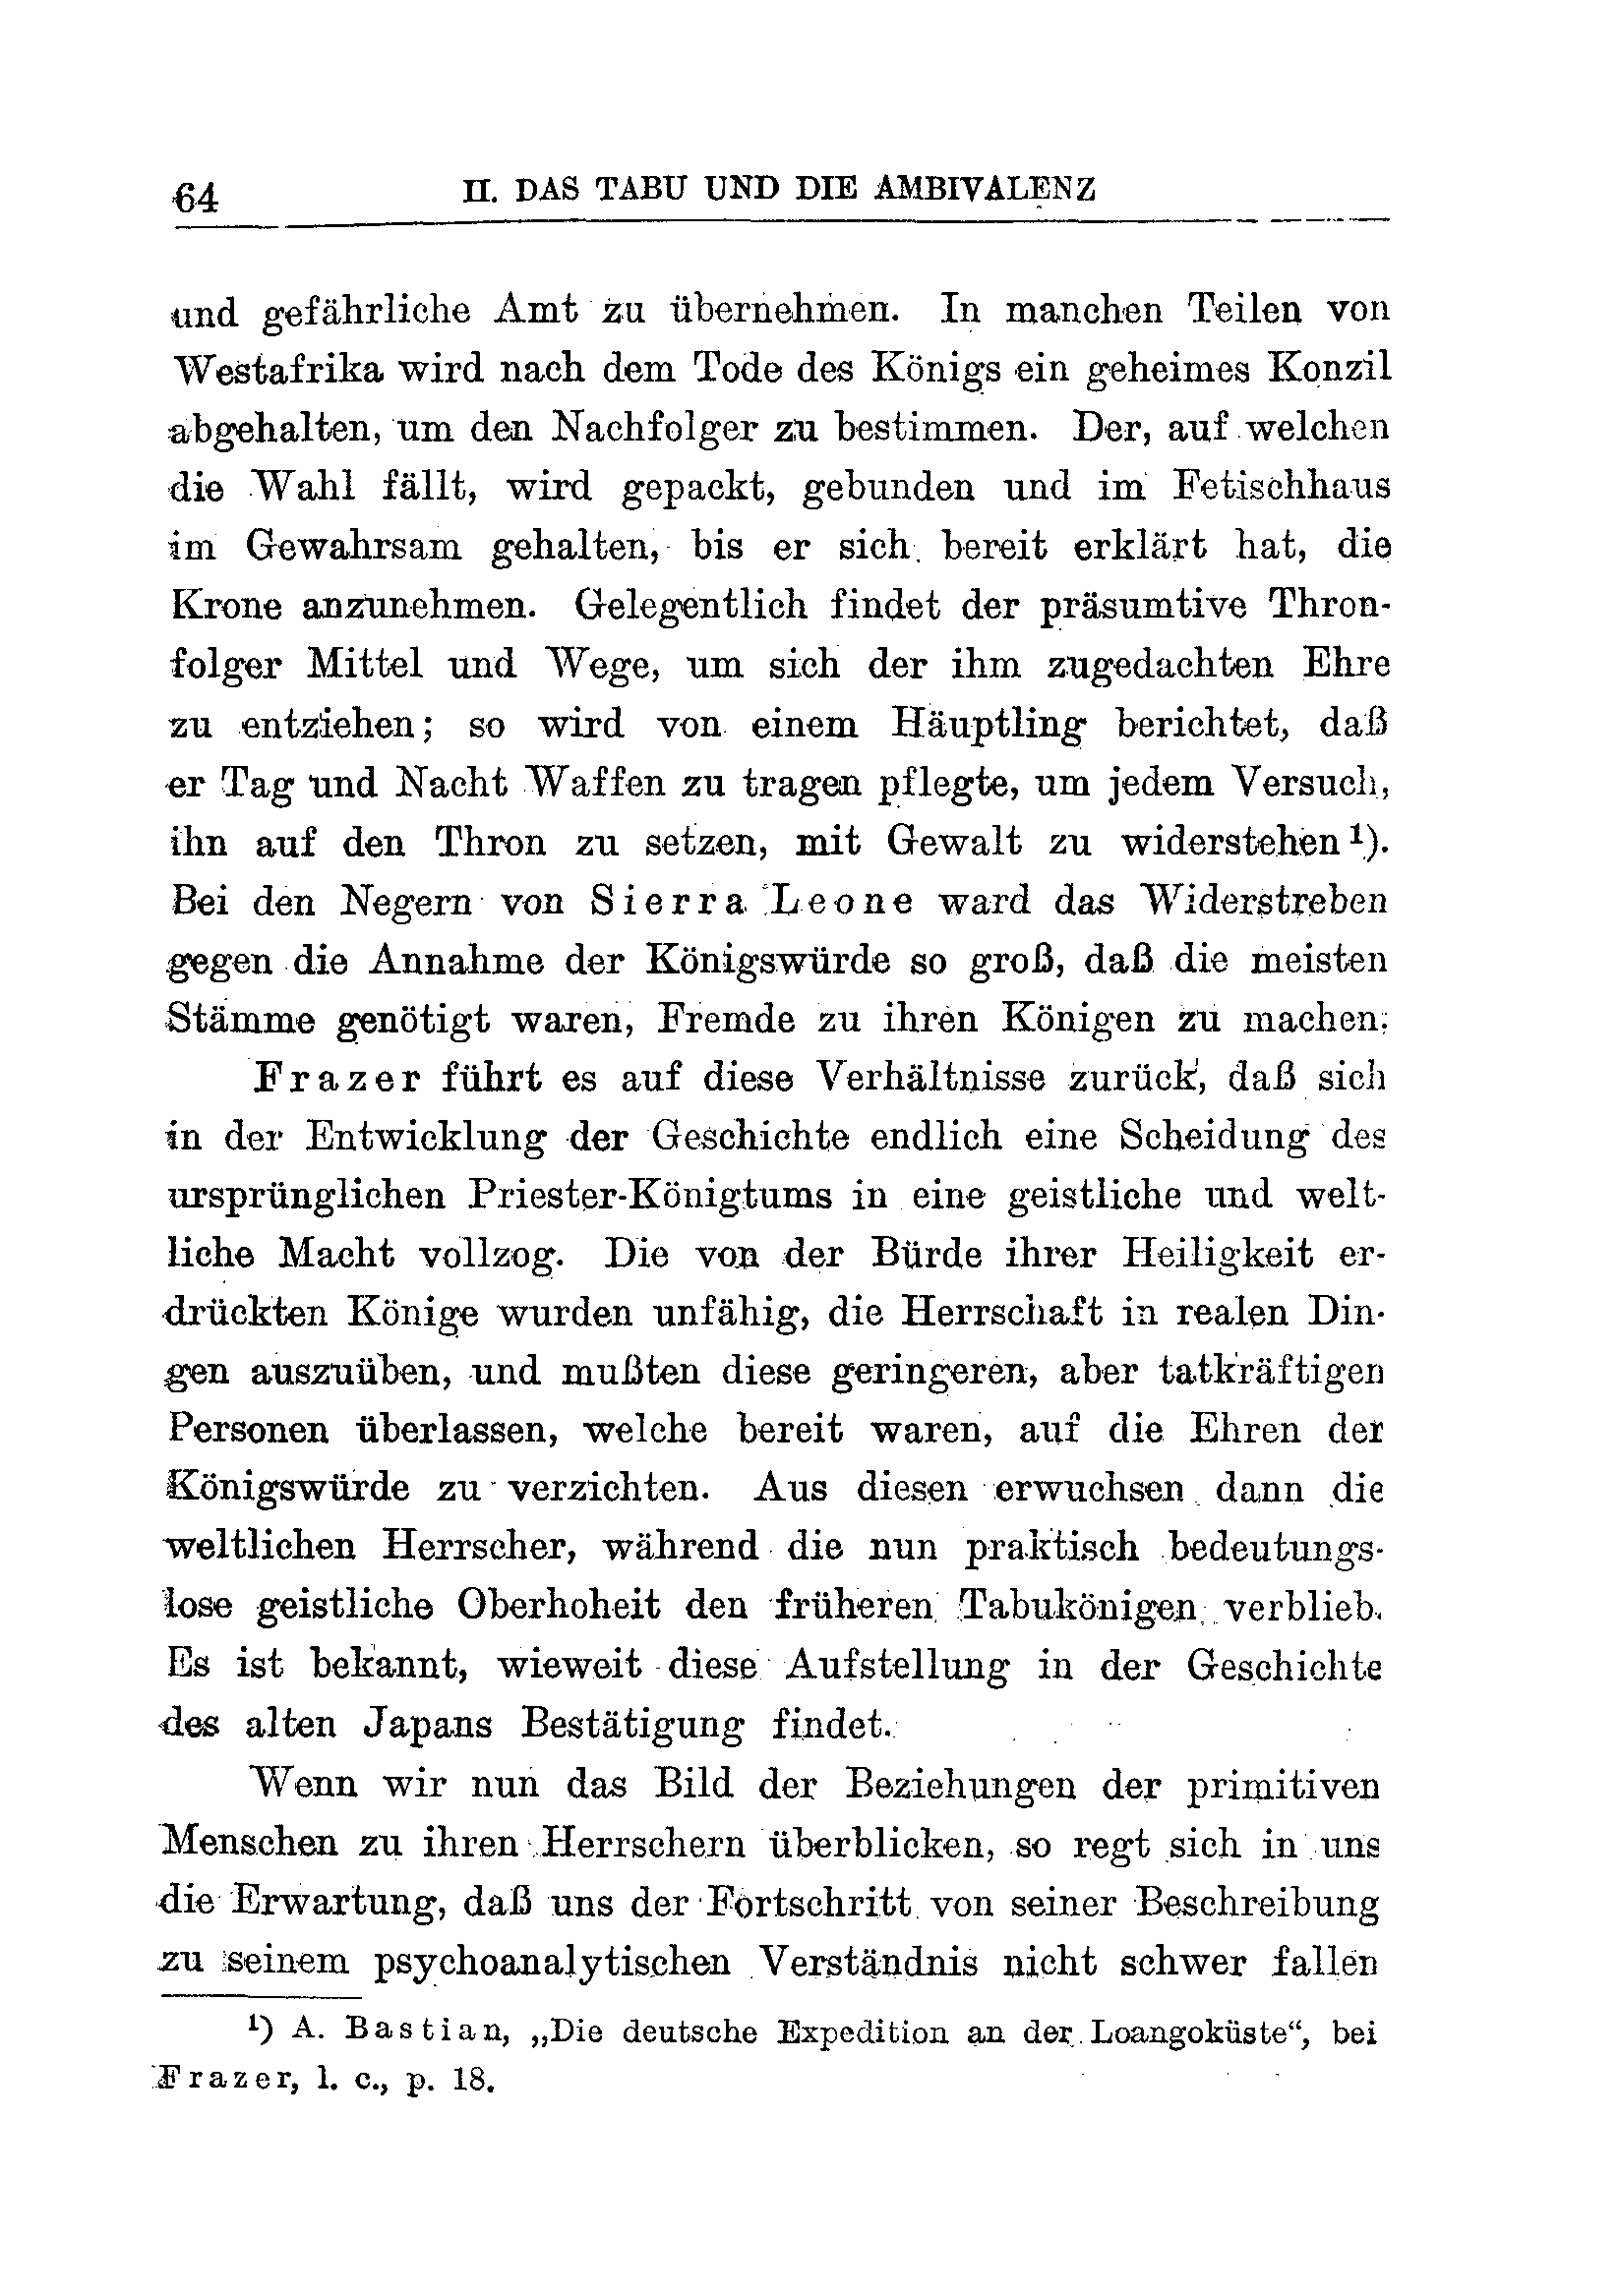 64
II. DAS TABU UND DIE AMBIVALENZ
und gefährliche Amt zu übernehmen. In manchen Teilen von
Westafrika wird nach dem Tode des Königs ein geheimes Konzil
abgehalten, um den Nachfolger zu bestimmen. Der, auf welchen
die Wahl fällt, wird gepackt, gebunden und im Fetischhaus
im Gewahrsam gehalten, bis er sich bereit erklärt hat, die
Krone anzunehmen. Gelegentlich findet der präsumtive Thron-
folger Mittel und Wege, um sich der ihm zugedachten Ehre
zu entziehen; so wird von einem Häuptling berichtet, daß
er Tag und Nacht Waffen zu tragen pflegte, um jedem Versuch,
ihn auf den Thron zu setzen, mit Gewalt zu widerstehen¹).
Bei den Negern von Sierra Leone ward das Widerstreben
gegen die Annahme der Königswürde so groß, daß die meisten
Stämme genötigt waren, Fremde zu ihren Königen zu machen.
Frazer führt es auf diese Verhältnisse zurück, daß sich
in der Entwicklung der Geschichte endlich eine Scheidung des
ursprünglichen Priester-Königtums in eine geistliche und welt-
liche Macht vollzog. Die von der Bürde ihrer Heiligkeit er-
drückten Könige wurden unfähig, die Herrschaft in realen Din-
gen auszuüben, und mußten diese geringeren, aber tatkräftigen
Personen überlassen, welche bereit waren, auf die Ehren der
Königswürde zu verzichten. Aus diesen erwuchsen dann die
weltlichen Herrscher, während die nun praktisch bedeutungs-
lose geistliche Oberhoheit den früheren Tabukönigen verblieb.
Es ist bekannt, wieweit diese Aufstellung in der Geschichte
des alten Japans Bestätigung findet.
Wenn wir nun das Bild der Beziehungen der primitiven
Menschen zu ihren Herrschern überblicken, so regt sich in uns
die Erwartung, daß uns der Fortschritt von seiner Beschreibung
zu seinem psychoanalytischen Verständnis nicht schwer fallen
¹) A. Bastian, „Die deutsche Expedition an der Loangoküste“, bei
Frazer, l. c., p. 18.